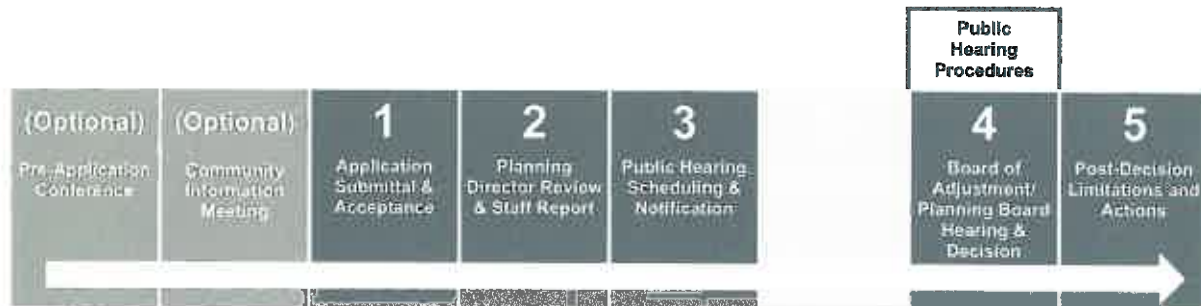 Public
Hearing
Procedures
(Optional)
Pre-Application
Conference
(Optional)
Community
Information
Meeting
1
Application
Submittal &
Acceptance
2
Planning
Director Review
& Staff Report
3
Public Hearing
Scheduling &
Notification
4
Board of
Adjustment/
Planning Board
Hearing &
Decision
5
Post-Decision
Limitations and
Actions